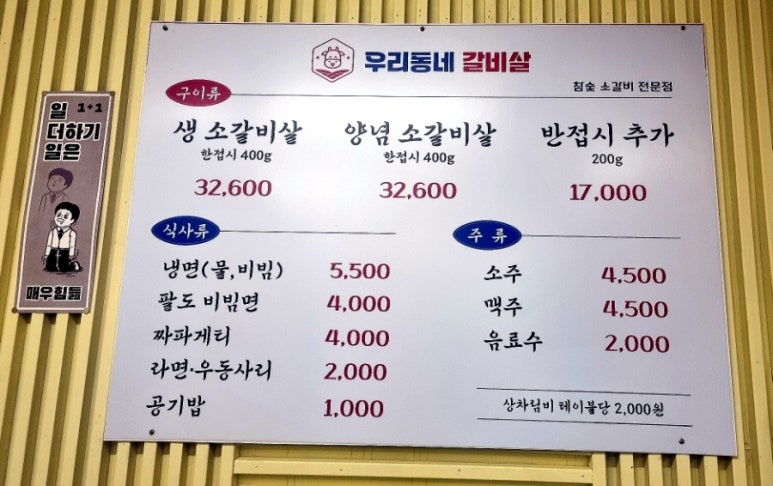 우리동네 갈비살
참숯 소갈비 전문점
구이류
생 소갈비살
한접시 400g
32,600
양념 소갈비살
한접시 400g
32,600
반접시 추가
200g
17,000
식사류
냉면(물,비빔) 5,500
팔도 비빔면 4,000
짜파게티 4,000
라면·우동사리 2,000
공기밥 1,000
주 류
소주 4,500
맥주 4,500
음료수 2,000
상차림비 테이블당 2,000원
일 1+1
더하기
일은
매우힘듦